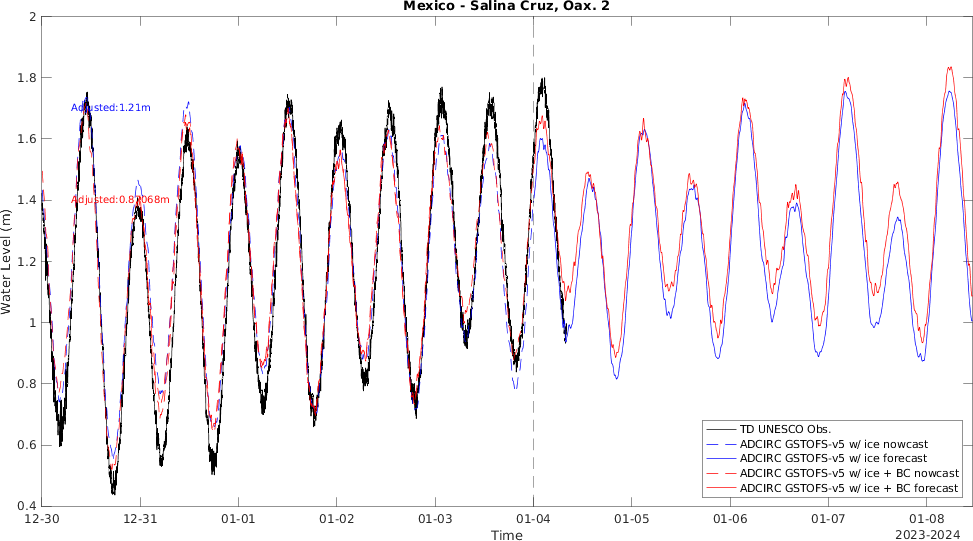 Mexico - Salina Cruz, Oax. 2
2
1.8
1.6
1.4
1.2
1
0.8
0.6
0.4
Water Level (m)
Adjusted:1.21m
Adjusted:0.87068m
TD UNESCO Obs.
ADCIRC GSTOFS-v5 w/ ice nowcast
ADCIRC GSTOFS-v5 w/ ice forecast
ADCIRC GSTOFS-v5 w/ ice + BC nowcast
ADCIRC GSTOFS-v5 w/ ice + BC forecast
12-30 12-31 01-01 01-02 01-03 01-04 01-05 01-06 01-07 01-08
Time
2023-2024